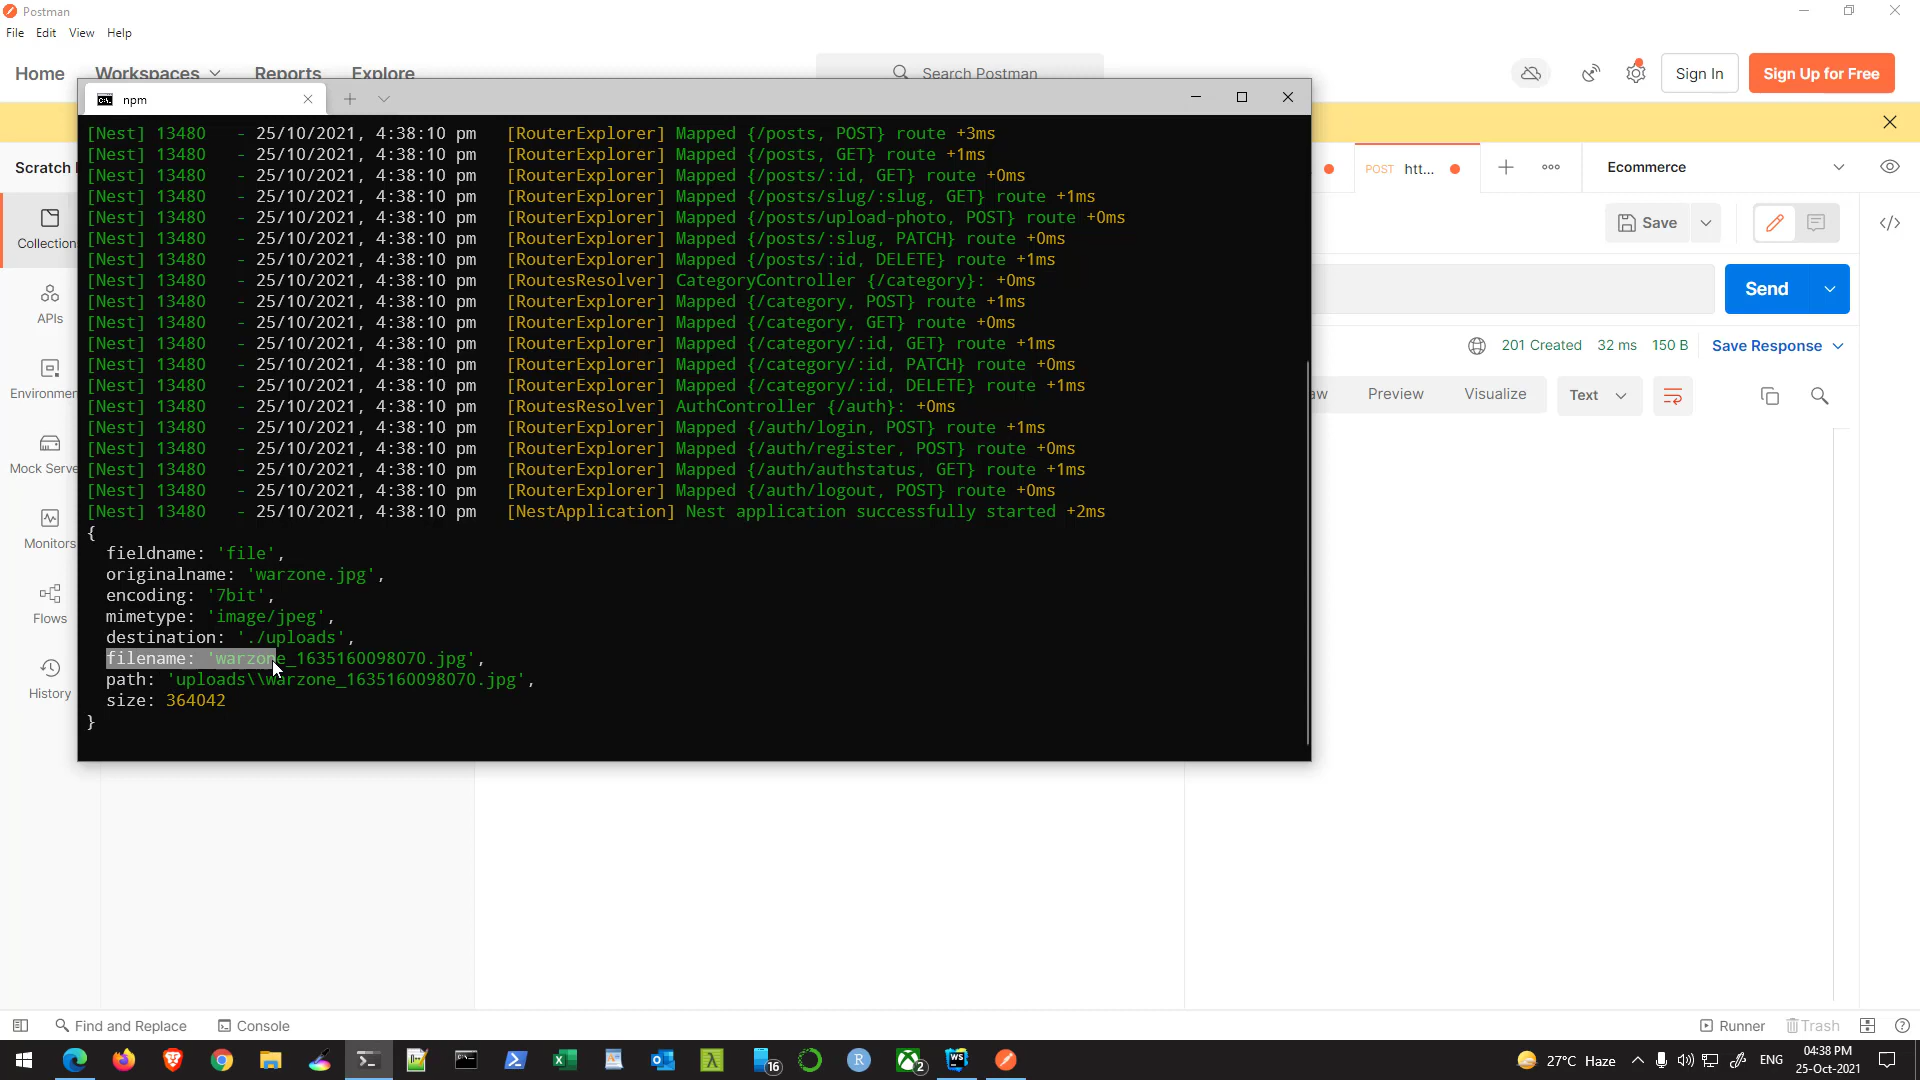 Postman
File Edit View Help
Home Workspaces Reports Explore
Search Postman
Sign In
Sign Up for Free
npm
Scratch
POST htt...
Ecommerce
Save
Send
201 Created 32 ms 150 B Save Response
Preview Visualize Text
Collection
APIs
Environmen
Mock Serve
Monitors
Flows
History
[Nest] 13480 - 25/10/2021, 4:38:10 pm [RouterExplorer] Mapped {/posts, POST} route +3ms
[Nest] 13480 - 25/10/2021, 4:38:10 pm [RouterExplorer] Mapped {/posts, GET} route +1ms
[Nest] 13480 - 25/10/2021, 4:38:10 pm [RouterExplorer] Mapped {/posts/:id, GET} route +0ms
[Nest] 13480 - 25/10/2021, 4:38:10 pm [RouterExplorer] Mapped {/posts/slug/:slug, GET} route +1ms
[Nest] 13480 - 25/10/2021, 4:38:10 pm [RouterExplorer] Mapped {/posts/upload-photo, POST} route +0ms
[Nest] 13480 - 25/10/2021, 4:38:10 pm [RouterExplorer] Mapped {/posts/:slug, PATCH} route +0ms
[Nest] 13480 - 25/10/2021, 4:38:10 pm [RouterExplorer] Mapped {/posts/:id, DELETE} route +1ms
[Nest] 13480 - 25/10/2021, 4:38:10 pm [RoutesResolver] CategoryController {/category}: +0ms
[Nest] 13480 - 25/10/2021, 4:38:10 pm [RouterExplorer] Mapped {/category, POST} route +1ms
[Nest] 13480 - 25/10/2021, 4:38:10 pm [RouterExplorer] Mapped {/category, GET} route +0ms
[Nest] 13480 - 25/10/2021, 4:38:10 pm [RouterExplorer] Mapped {/category/:id, GET} route +1ms
[Nest] 13480 - 25/10/2021, 4:38:10 pm [RouterExplorer] Mapped {/category/:id, PATCH} route +0ms
[Nest] 13480 - 25/10/2021, 4:38:10 pm [RouterExplorer] Mapped {/category/:id, DELETE} route +1ms
[Nest] 13480 - 25/10/2021, 4:38:10 pm [RoutesResolver] AuthController {/auth}: +0ms
[Nest] 13480 - 25/10/2021, 4:38:10 pm [RouterExplorer] Mapped {/auth/login, POST} route +1ms
[Nest] 13480 - 25/10/2021, 4:38:10 pm [RouterExplorer] Mapped {/auth/register, POST} route +0ms
[Nest] 13480 - 25/10/2021, 4:38:10 pm [RouterExplorer] Mapped {/auth/authstatus, GET} route +1ms
[Nest] 13480 - 25/10/2021, 4:38:10 pm [RouterExplorer] Mapped {/auth/logout, POST} route +0ms
[Nest] 13480 - 25/10/2021, 4:38:10 pm [NestApplication] Nest application successfully started +2ms
{
fieldname: 'file',
originalname: 'warzone.jpg',
encoding: '7bit',
mimetype: 'image/jpeg',
destination: './uploads',
filename: 'warzone_1635160098070.jpg',
path: 'uploads\\warzone_1635160098070.jpg',
size: 364042
}
Find and Replace Console
Runner Trash
27°C Haze ENG
04:38 PM
25-Oct-2021